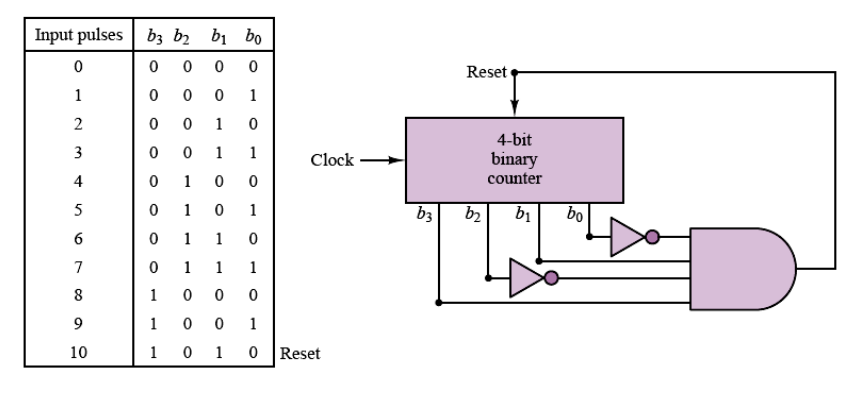 Input pulses b3 b2 b1 b0
0 0 0 0 0
1 0 0 0 1
2 0 0 1 0
3 0 0 1 1
4 0 1 0 0
5 0 1 0 1
6 0 1 1 0
7 0 1 1 1
8 1 0 0 0
9 1 0 0 1
10 1 0 1 0 Reset
Reset
Clock
4-bit
binary
counter
b3 b2 b1 b0